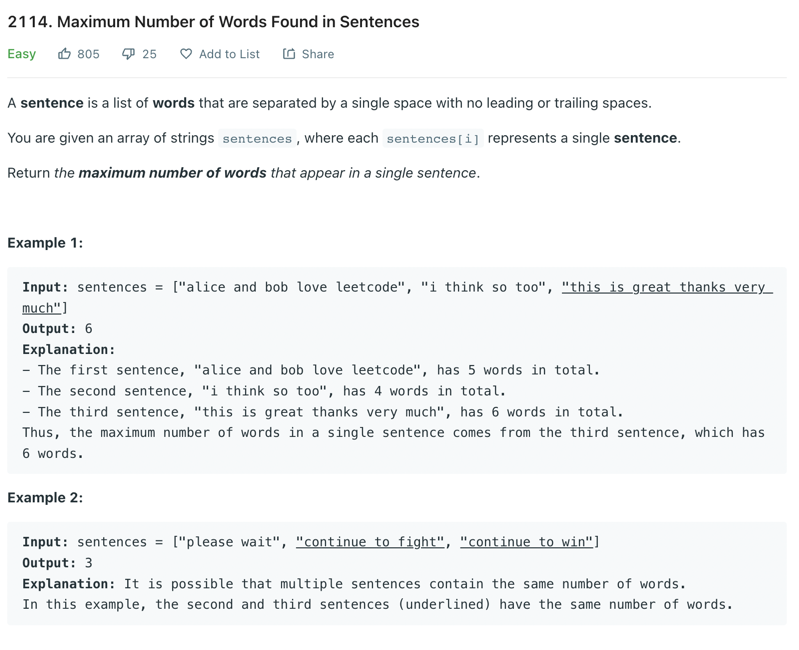 2114. Maximum Number of Words Found in Sentences
Easy 805 25 Add to List Share
A sentence is a list of words that are separated by a single space with no leading or trailing spaces.
You are given an array of strings sentences, where each sentences[i] represents a single sentence.
Return the maximum number of words that appear in a single sentence.
Example 1:
Input: sentences = ["alice and bob love leetcode", "i think so too", "this is great thanks very
much"]
Output: 6
Explanation:
- The first sentence, "alice and bob love leetcode", has 5 words in total.
- The second sentence, "i think so too", has 4 words in total.
- The third sentence, "this is great thanks very much", has 6 words in total.
Thus, the maximum number of words in a single sentence comes from the third sentence, which has
6 words.
Example 2:
Input: sentences = ["please wait", "continue to fight", "continue to win"]
Output: 3
Explanation: It is possible that multiple sentences contain the same number of words.
In this example, the second and third sentences (underlined) have the same number of words.